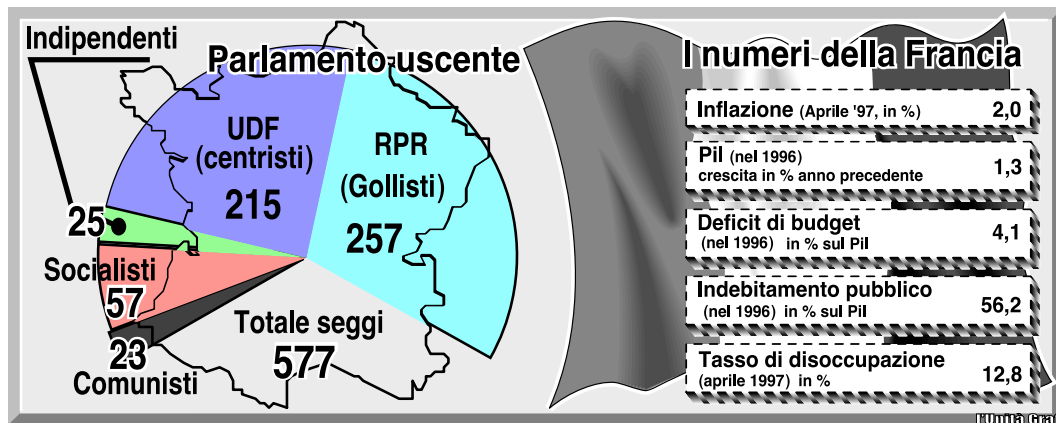 Indipendenti
Parlamento uscente
UDF
(centristi)
215
RPR
(Gollisti)
257
25
Socialisti
57
23
Comunisti
Totale seggi
577
I numeri della Francia
Inflazione (Aprile '97, in %) 2,0
Pil (nel 1996)
crescita in % anno precedente 1,3
Deficit di budget
(nel 1996) in % sul Pil 4,1
Indebitamento pubblico
(nel 1996) in % sul Pil 56,2
Tasso di disoccupazione
(aprile 1997) in % 12,8
l'Unità Gra